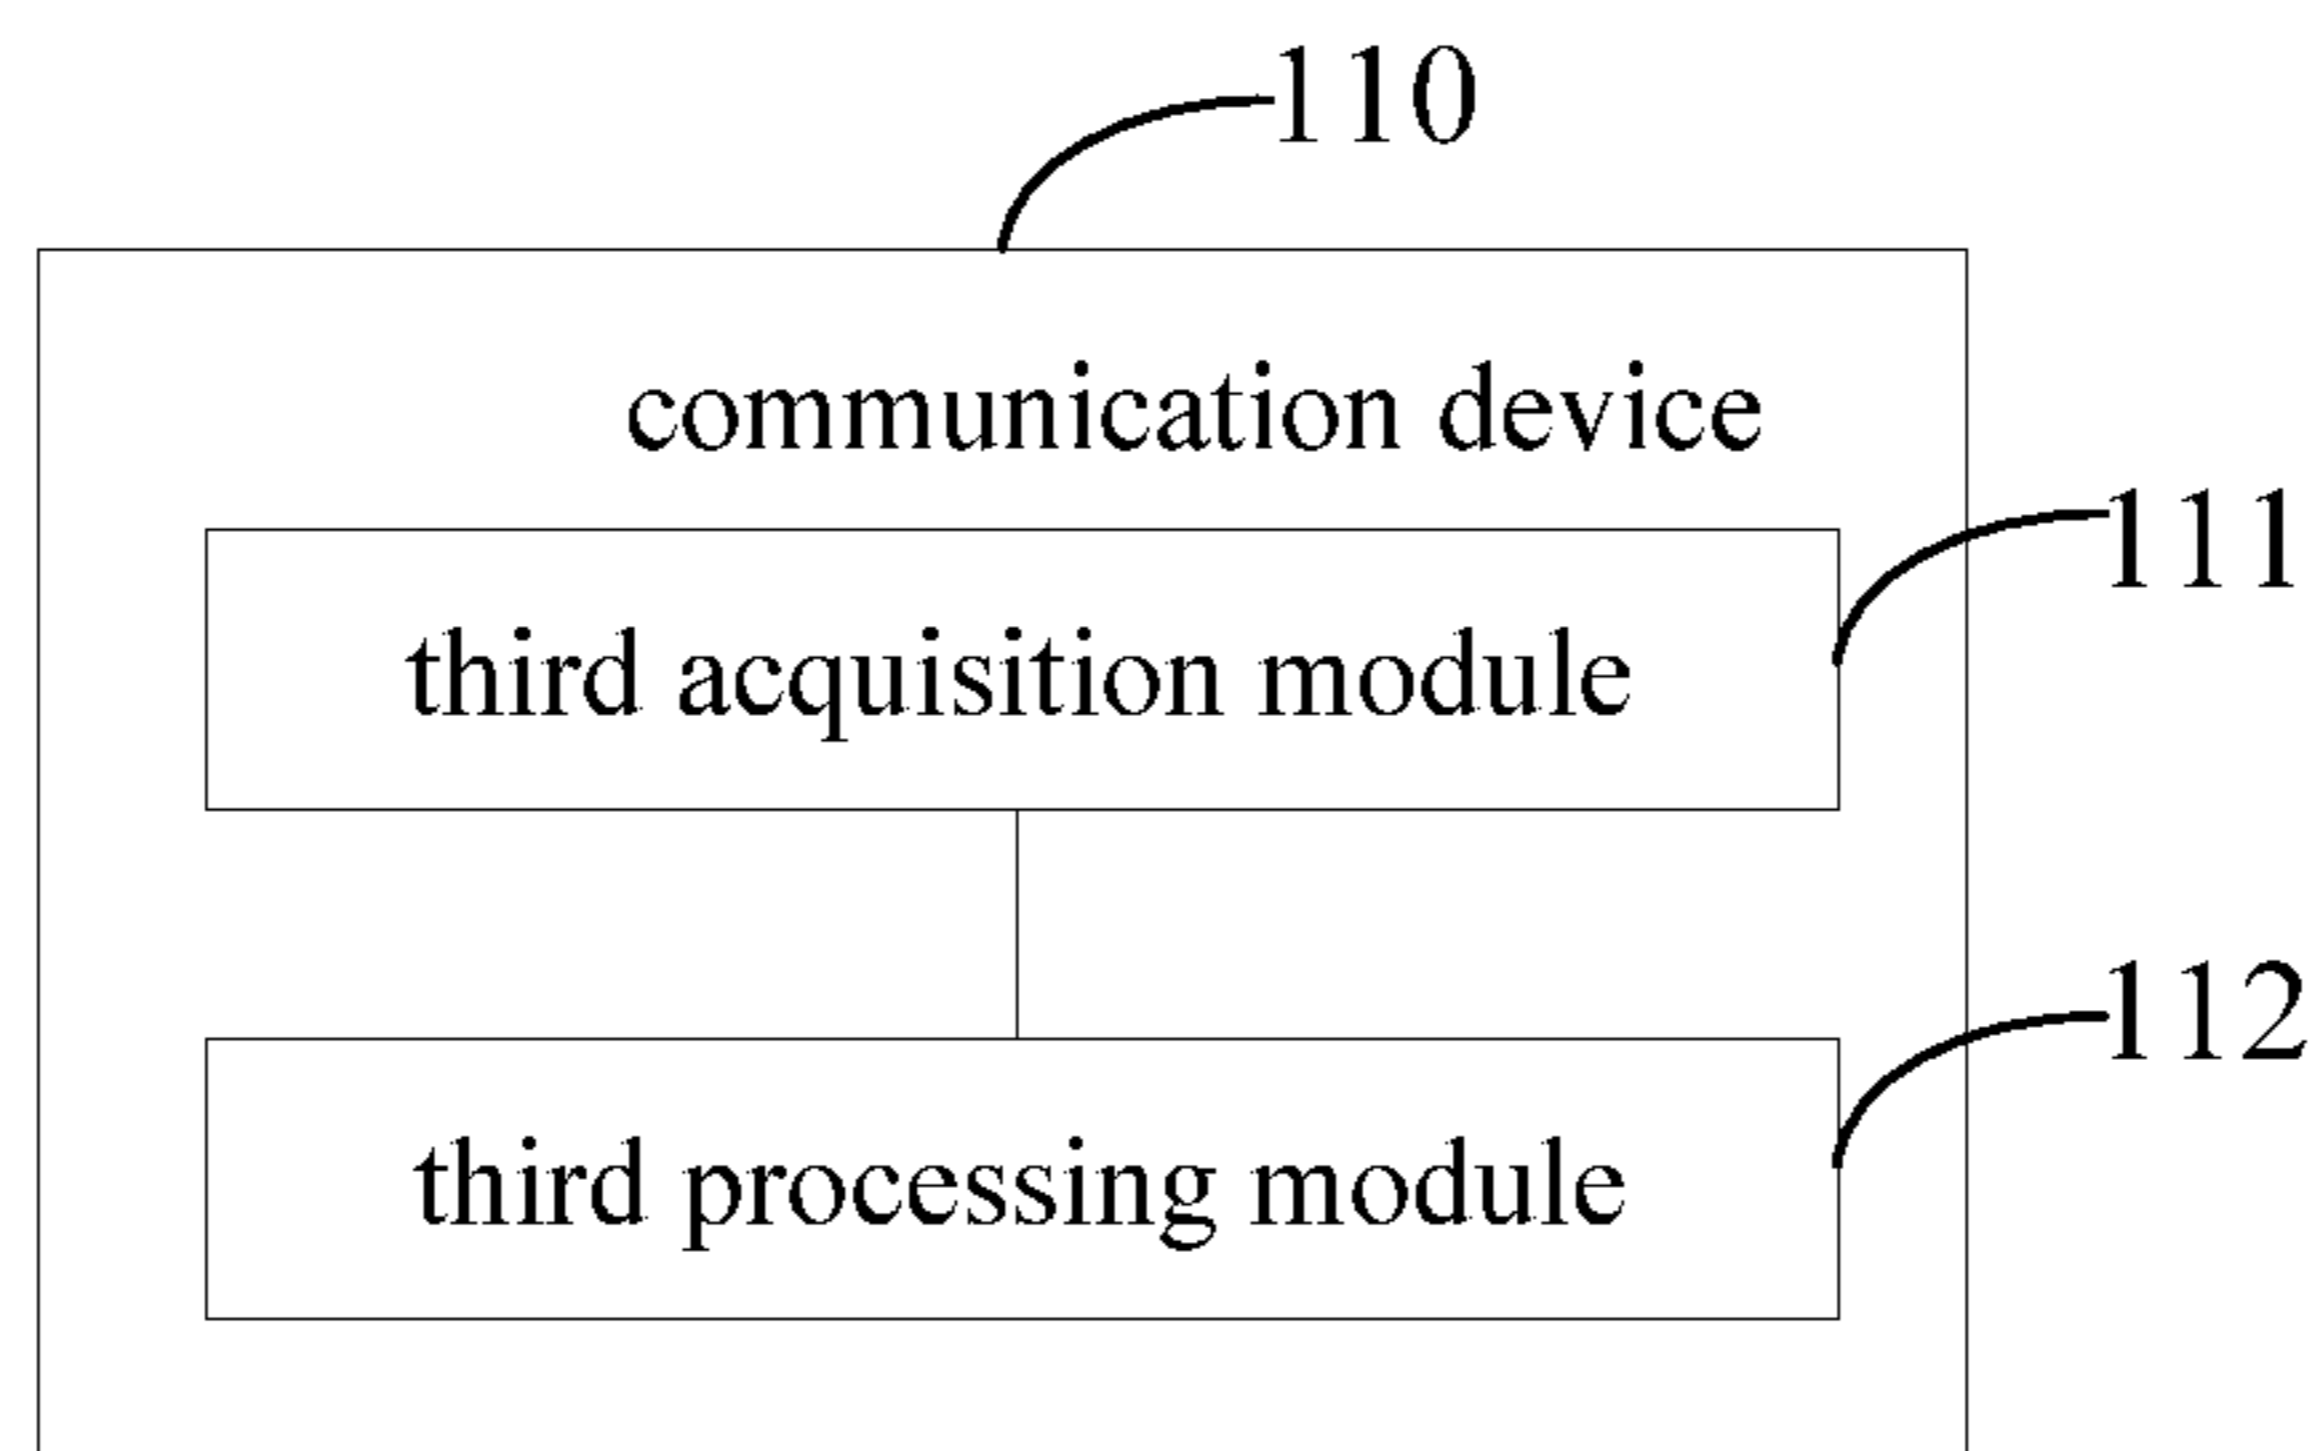 110
communication device
111
third acquisition module
112
third processing module